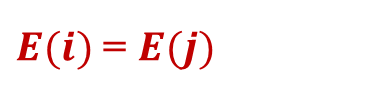 E(i) = E(j)